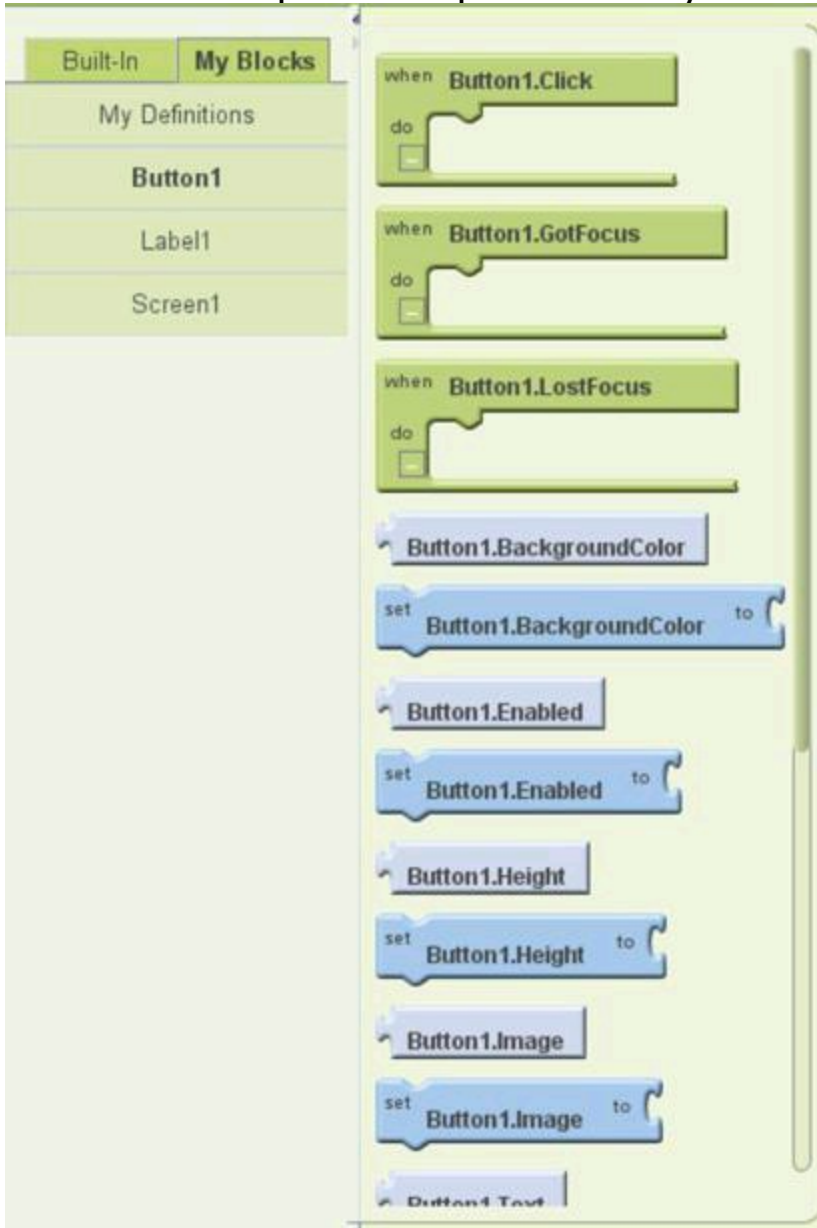 Built-In My Blocks
My Definitions
Button1
Label1
Screen1
when Button1.Click
do
when Button1.GotFocus
do
when Button1.LostFocus
do
Button1.BackgroundColor
set Button1.BackgroundColor to
Button1.Enabled
set Button1.Enabled to
Button1.Height
set Button1.Height to
Button1.Image
set Button1.Image to
Button1.Text